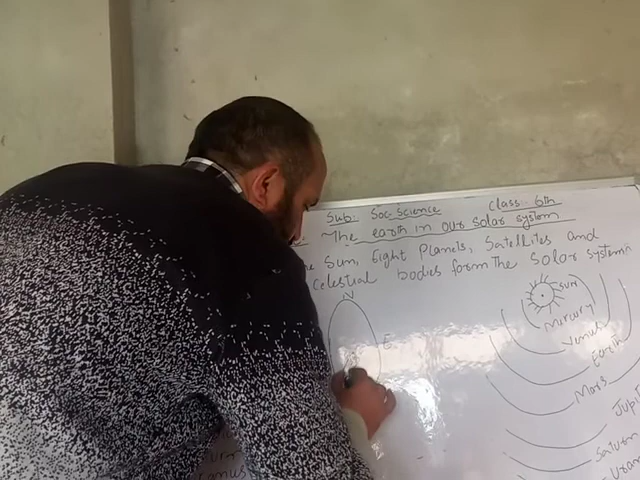 Sub: Soc-Science Class: 6th
The earth in our solar system
Sun, Eight Planets, Satellites and
celestial bodies form the Solar System
N
E
Sun
Mircury
Venus
Earth
Mars
Jupi
Saturn
Uran